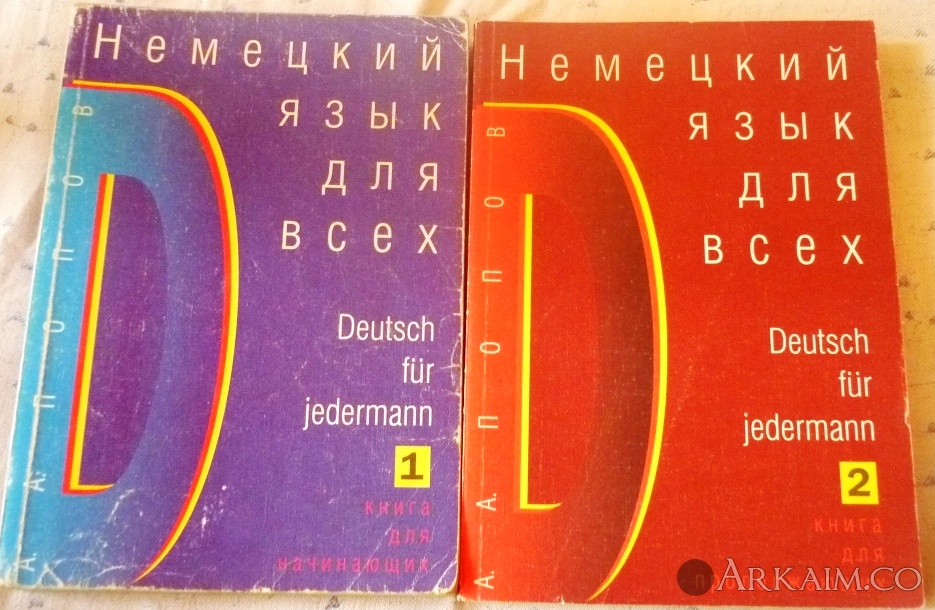 Немецкий
язык
для
всех
Deutsch
für
jedermann
1
книга
для
начинающих
А. А. ПОПОВ
Немецкий
язык
для
всех
Deutsch
für
jedermann
2
книга
для
А. А. ПОПОВ
ARKAIM.CO